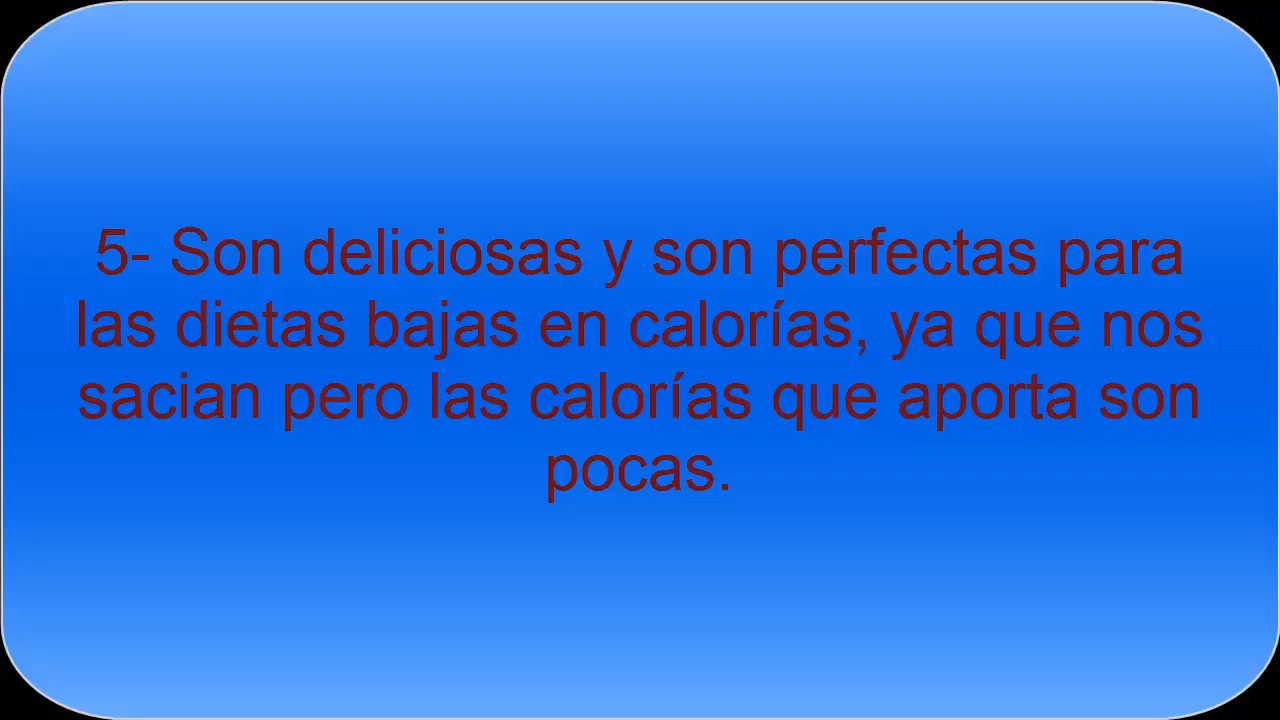 5- Son deliciosas y son perfectas para
las dietas bajas en calorías, ya que nos
sacian pero las calorías que aporta son
pocas.